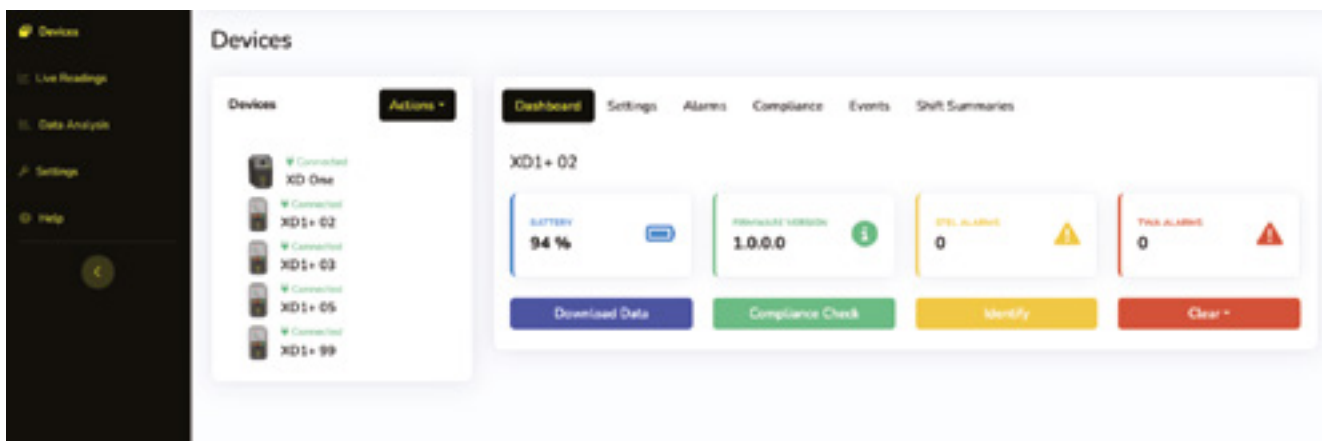 Devices
Live Readings
Data Analysis
Settings
Help
Devices
Devices
Actions
Connected
XD One
Connected
XD1+ 02
Connected
XD1+ 03
Connected
XD1+ 05
Connected
XD1+ 99
Dashboard Settings Alarms Compliance Events Shift Summaries
XD1+ 02
BATTERY
94 %
FIRMWARE VERSION
1.0.0.0
STEL ALARMS
0
TWA ALARMS
0
Download Data
Compliance Check
Identify
Clear